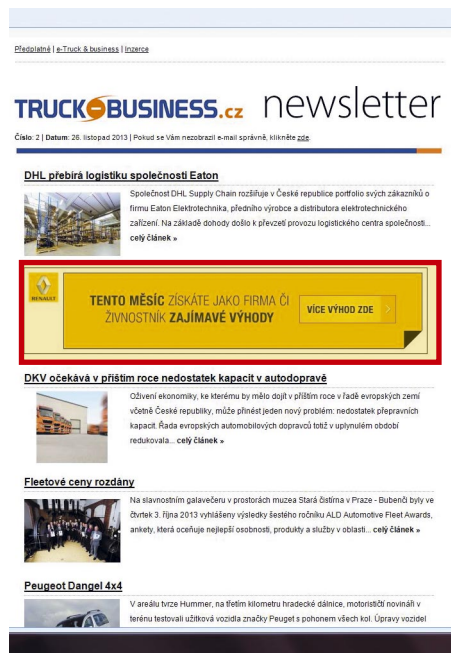 Předplatné | e-Truck & business | Inzerce
TRUCK BUSINESS.cz newsletter
Číslo: 2 | Datum: 26. listopad 2013 | Pokud se Vám nezobrazil e-mail správně, klikněte zde.
DHL přebírá logistiku společnosti Eaton
Společnost DHL Supply Chain rozšiřuje v České republice portfolio svých zákazníků o
firmu Eaton Elektrotechnika, předního výrobce a distributora elektrotechnického
zařízení. Na základě dohody došlo k převzetí provozu logistického centra společnosti...
celý článek »
RENAULT
TENTO MĚSÍC ZÍSKÁTE JAKO FIRMA ČI
ŽIVNOSTNÍK ZAJÍMAVÉ VÝHODY
VÍCE VÝHOD ZDE >
DKV očekává v příštím roce nedostatek kapacit v autodopravě
Oživení ekonomiky, ke kterému by mělo dojít v příštím roce v řadě evropských zemí
včetně České republiky, může přinést jeden nový problém: nedostatek přepravních
kapacit. Řada evropských automobilových dopravců totiž v uplynulém období
redukovala... celý článek »
Fleetové ceny rozdány
Na slavnostním galavečeru v prostorách muzea Stará čistírna v Praze - Bubenči byly ve
čtvrtek 3. října 2013 vyhlášeny výsledky šestého ročníku ALD Automotive Fleet Awards,
ankety, která oceňuje nejlepší osobnosti, produkty a služby v oblasti... celý článek »
Peugeot Dangel 4x4
V areálu tvrze Hummer, na třetím kilometru hradecké dálnice, motorističtí novináři v
terénu testovali užitková vozidla značky Peuget s pohonem všech kol. Úpravy vozidel